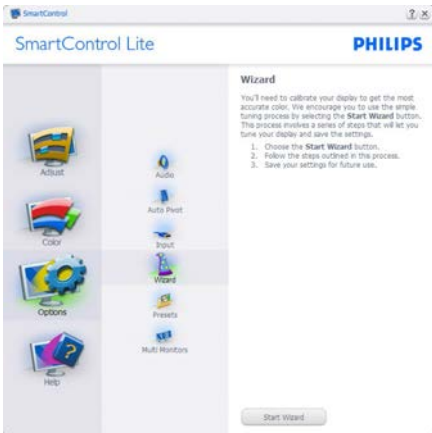 SmartControl
SmartControl Lite
PHILIPS
Adjust
Color
Options
Help
Audio
Auto Pivot
Input
Wizard
Presets
Multi Monitors
Wizard
You'll need to calibrate your display to get the most
accurate color. We encourage you to use the simple
tuning process by selecting the Start Wizard button.
This process involves a series of steps that will let you
tune your display and save the settings.
1. Choose the Start Wizard button.
2. Follow the steps outlined in this process.
3. Save your settings for future use.
Start Wizard